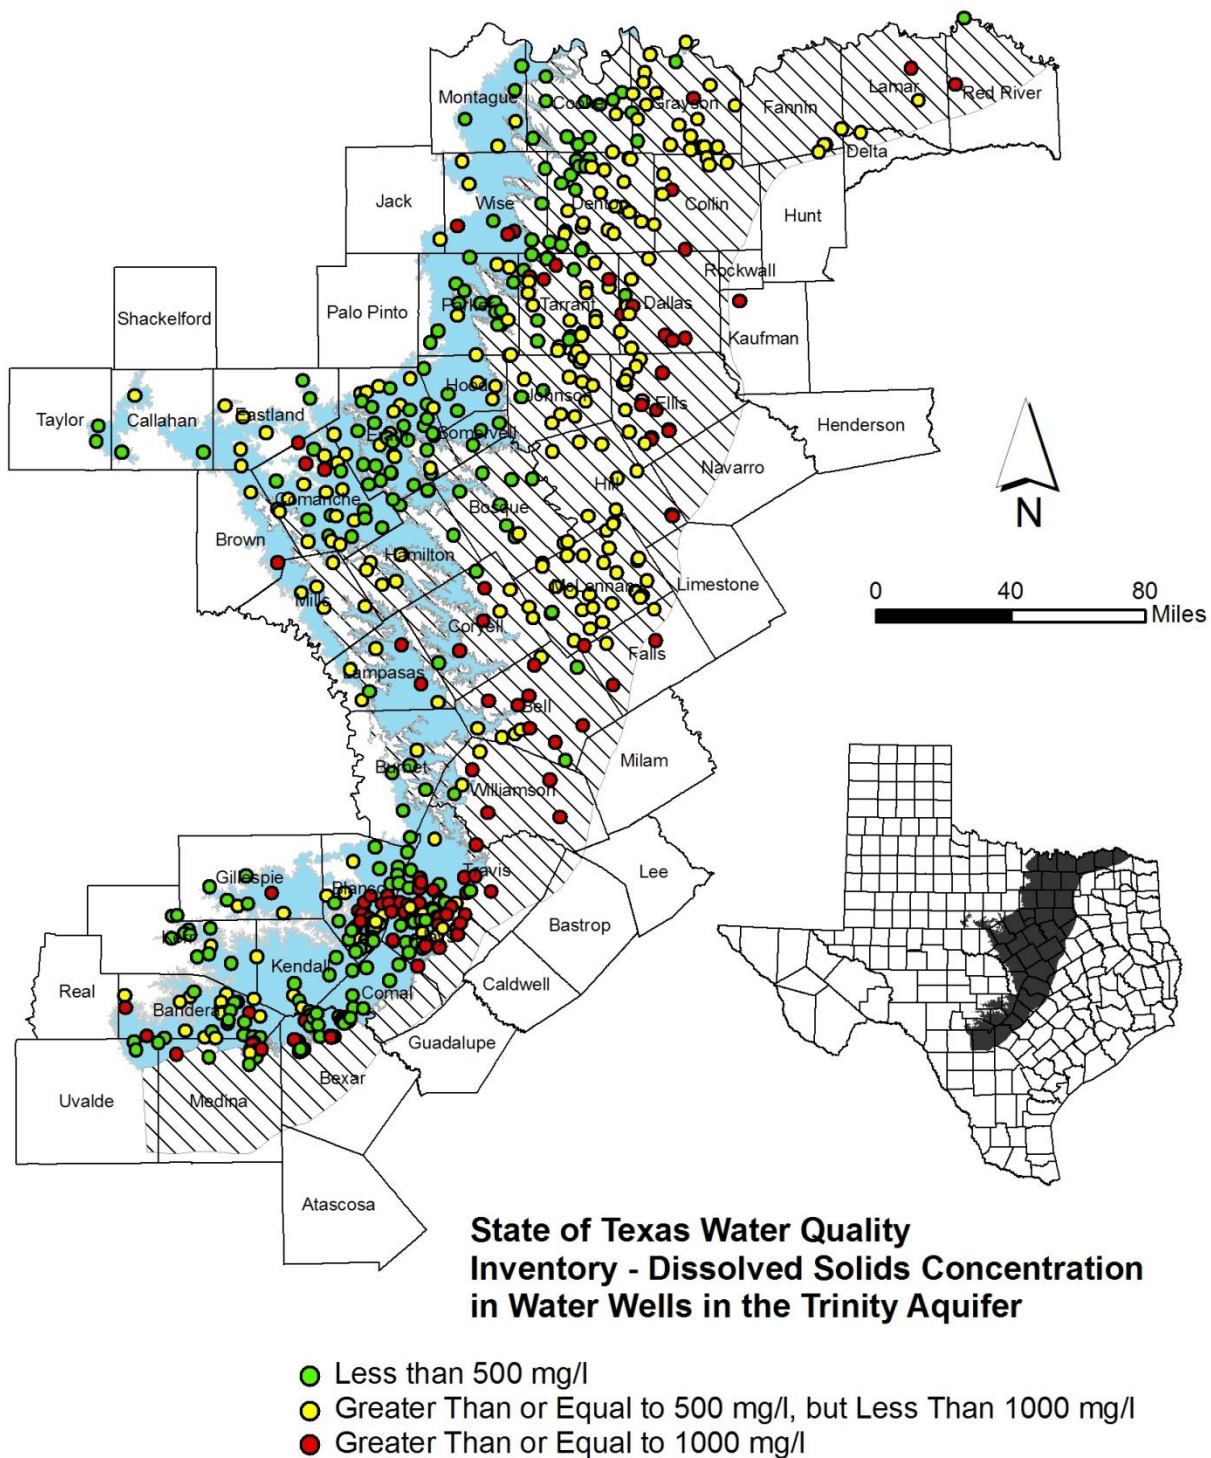 Montague
Cooke
Grayson
Fannin
Lamar
Red River
Delta
Jack
Wise
Denton
Collin
Hunt
Rockwall
Shackelford
Palo Pinto
Parker
Tarrant
Dallas
Kaufman
Taylor
Callahan
Eastland
Hood
Johnson
Ellis
Henderson
Erath
Somervell
Navarro
Comanche
Bosque
Hill
Brown
Hamilton
McLennan
Limestone
Mills
Coryell
Falls
Lampasas
Bell
Burnet
Milam
Williamson
Gillespie
Blanco
Travis
Lee
Bastrop
Kerr
Kendall
Real
Comal
Caldwell
Bandera
Guadalupe
Uvalde
Medina
Bexar
Atascosa
N
0 40 80
Miles
State of Texas Water Quality
Inventory - Dissolved Solids Concentration
in Water Wells in the Trinity Aquifer
Less than 500 mg/l
Greater Than or Equal to 500 mg/l, but Less Than 1000 mg/l
Greater Than or Equal to 1000 mg/l